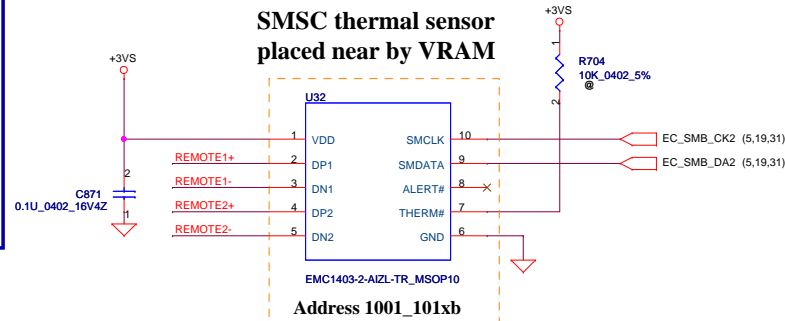 SMSC thermal sensor
placed near by VRAM
+3VS
+3VS
R704
10K_0402_5%
@
1
2
U32
1 VDD
2 DP1
3 DN1
4 DP2
5 DN2
SMCLK 10
SMDATA 9
ALERT# 8
THERM# 7
GND 6
REMOTE1+
REMOTE1-
REMOTE2+
REMOTE2-
EC_SMB_CK2 (5,19,31)
EC_SMB_DA2 (5,19,31)
2
C871
0.1U_0402_16V4Z
1
EMC1403-2-AIZL-TR_MSOP10
Address 1001_101xb